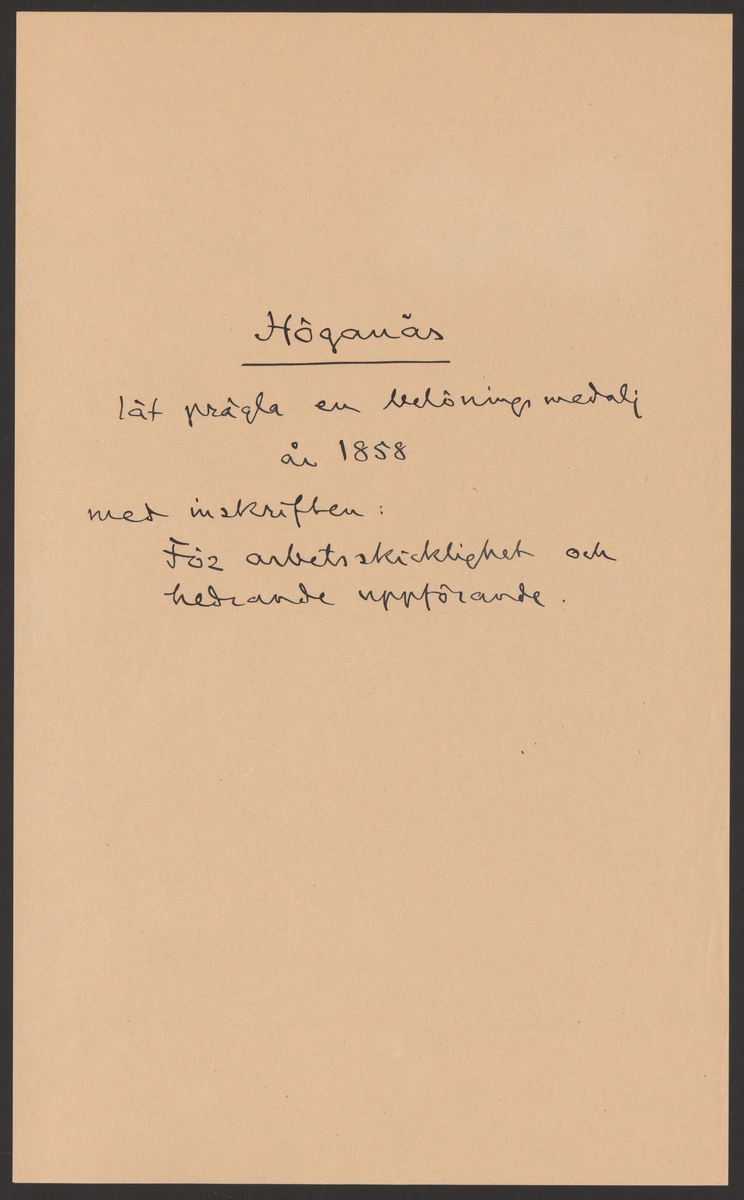 Höganäs
lät prägla en belönings medalj
år 1858
med inskriften:
För arbetsskicklighet och
hedrande uppförande.